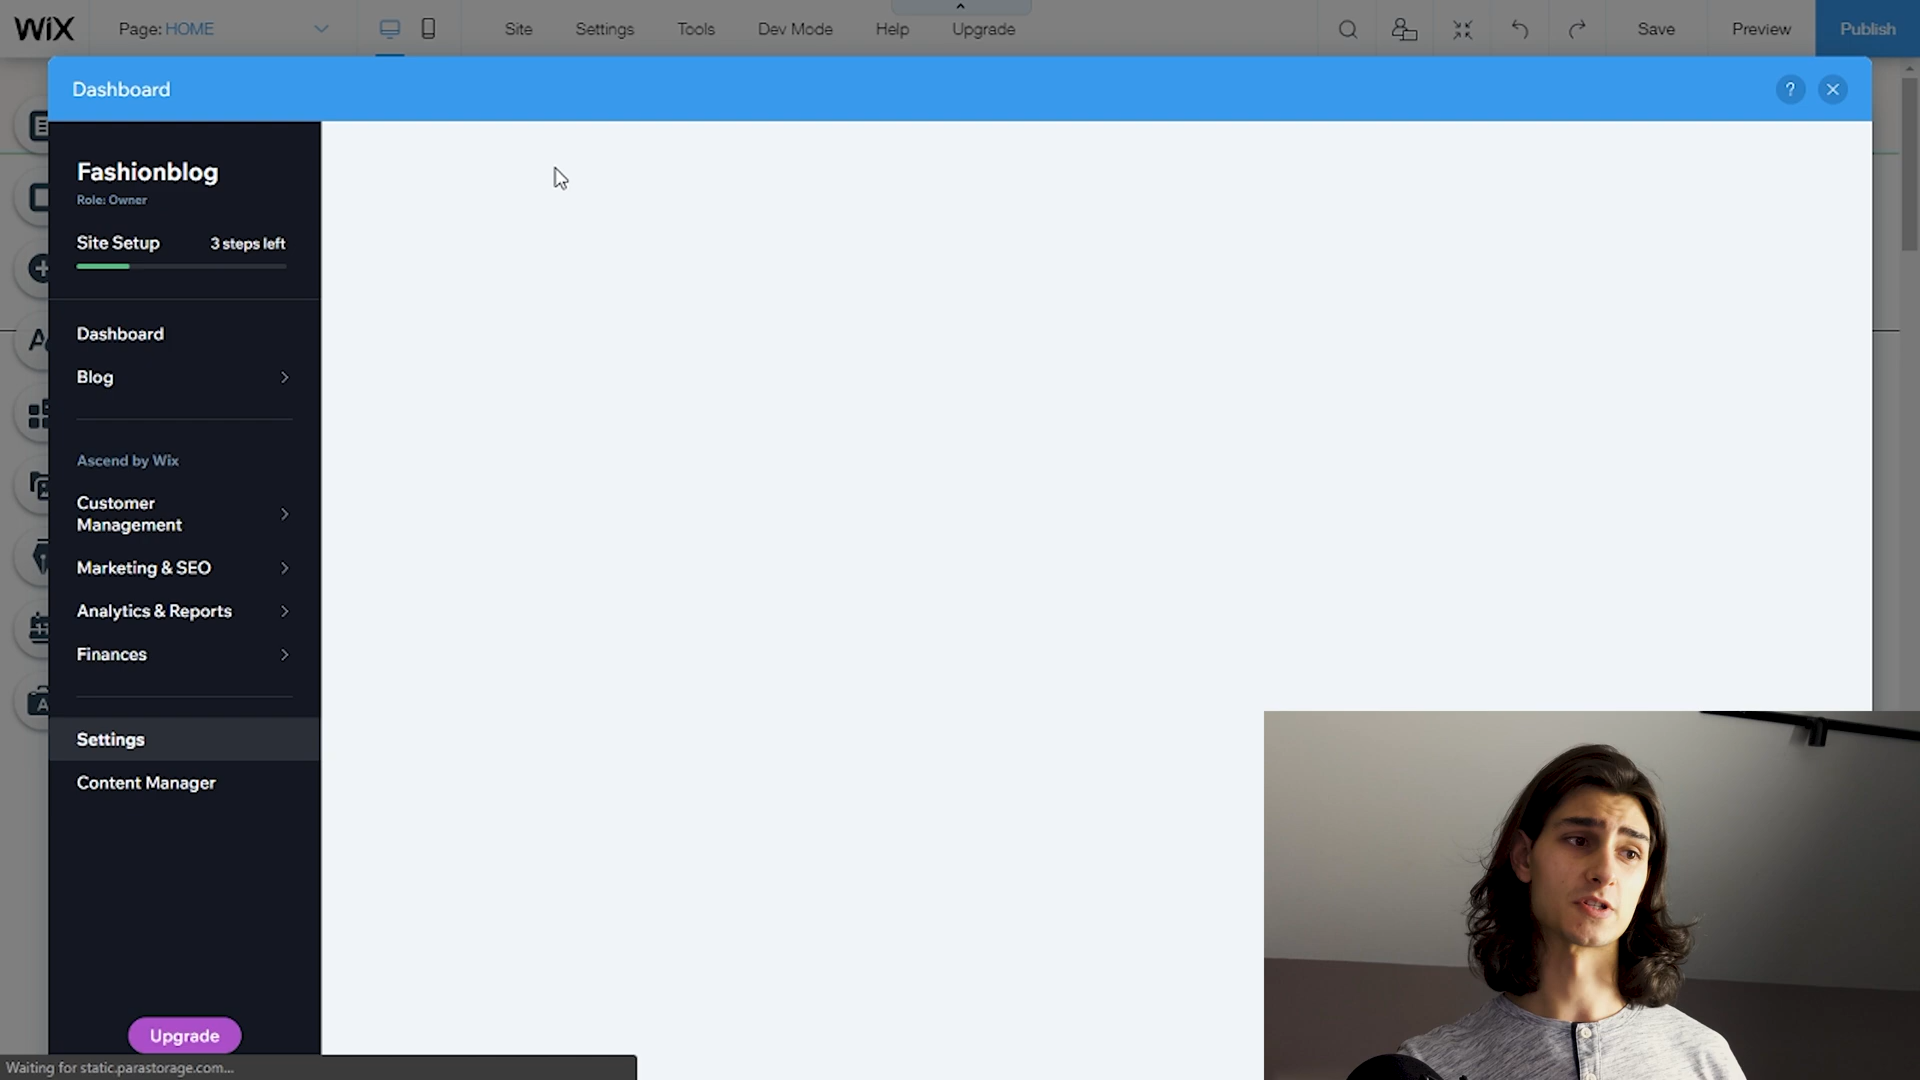 WiX
Page: HOME
Site
Settings
Tools
Dev Mode
Help
Upgrade
Save
Preview
Publish
Dashboard
?
Fashionblog
Role: Owner
Site Setup
3 steps left
Dashboard
Blog
Ascend by Wix
Customer
Management
Marketing & SEO
Analytics & Reports
Finances
Settings
Content Manager
Upgrade
Waiting for static.parastorage.com...